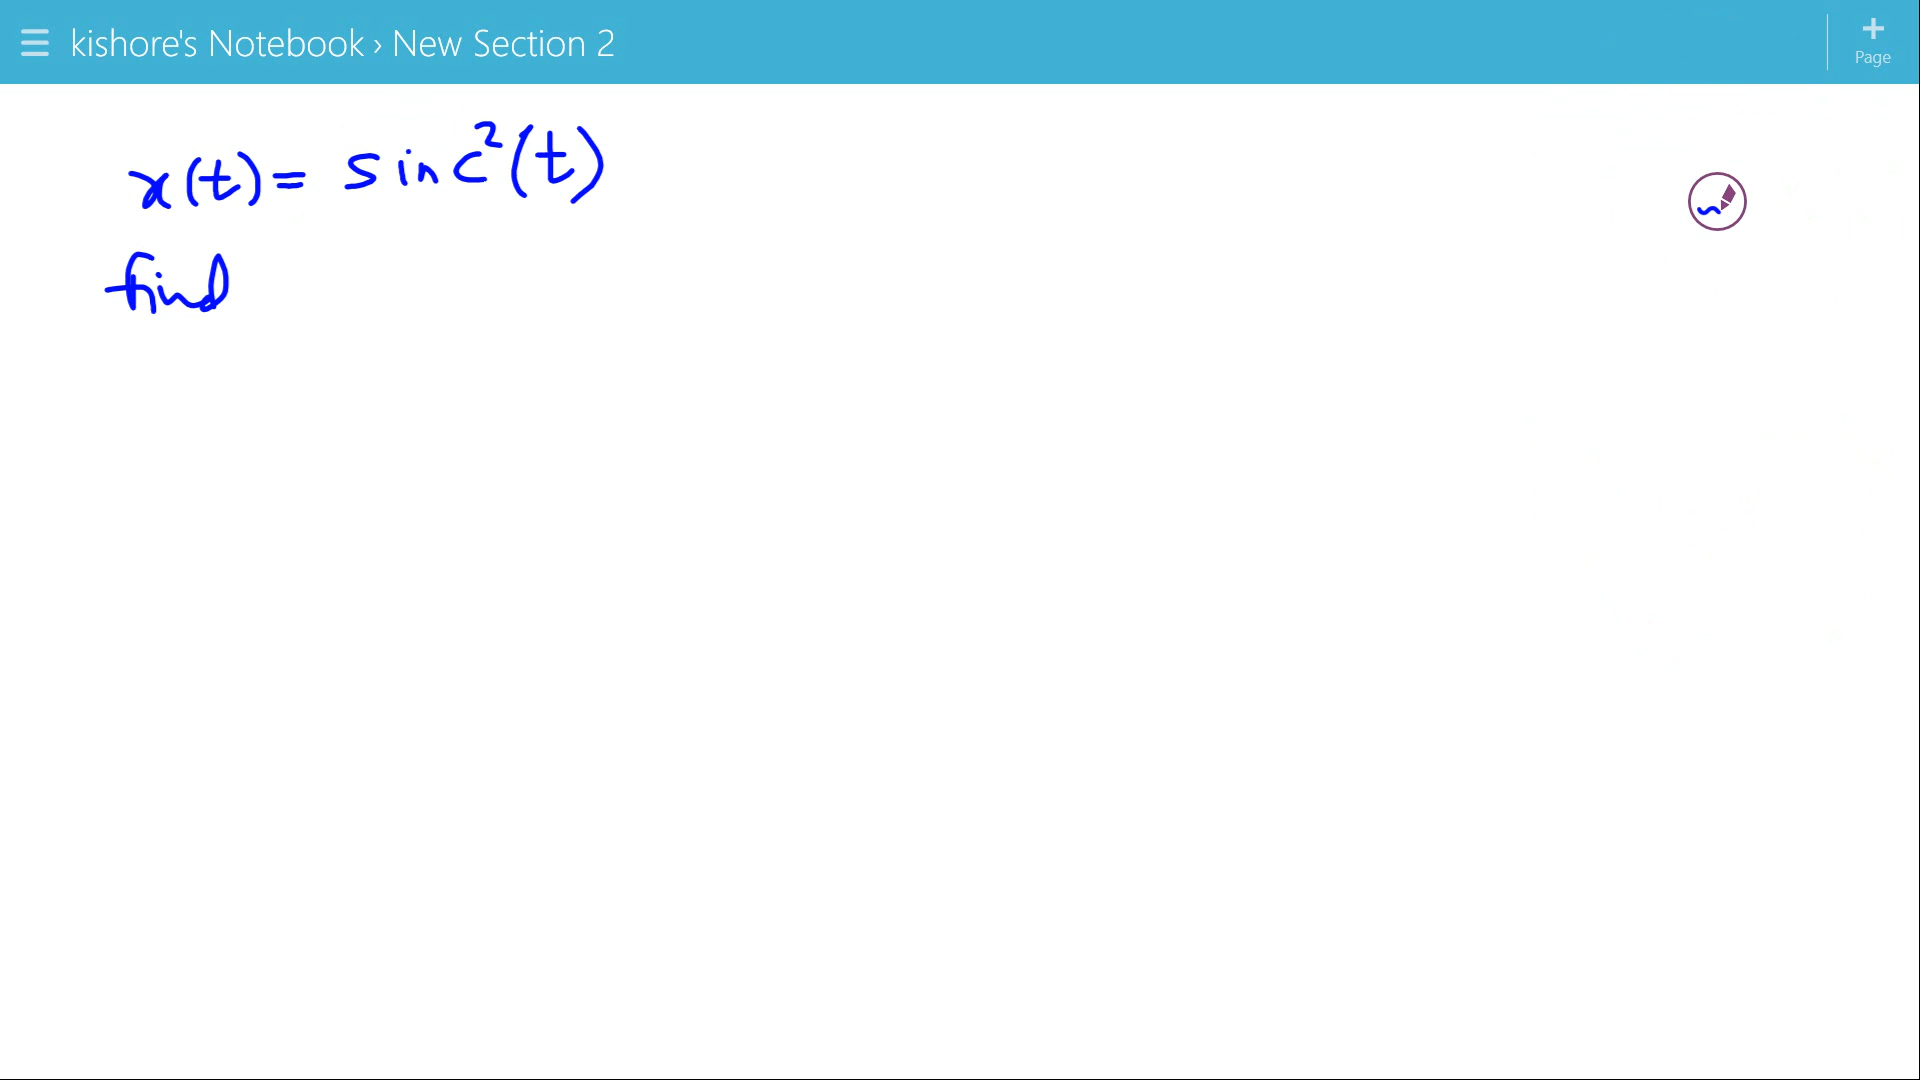 kishore's Notebook › New Section 2
Page
x(t) = sinc²(t)
find